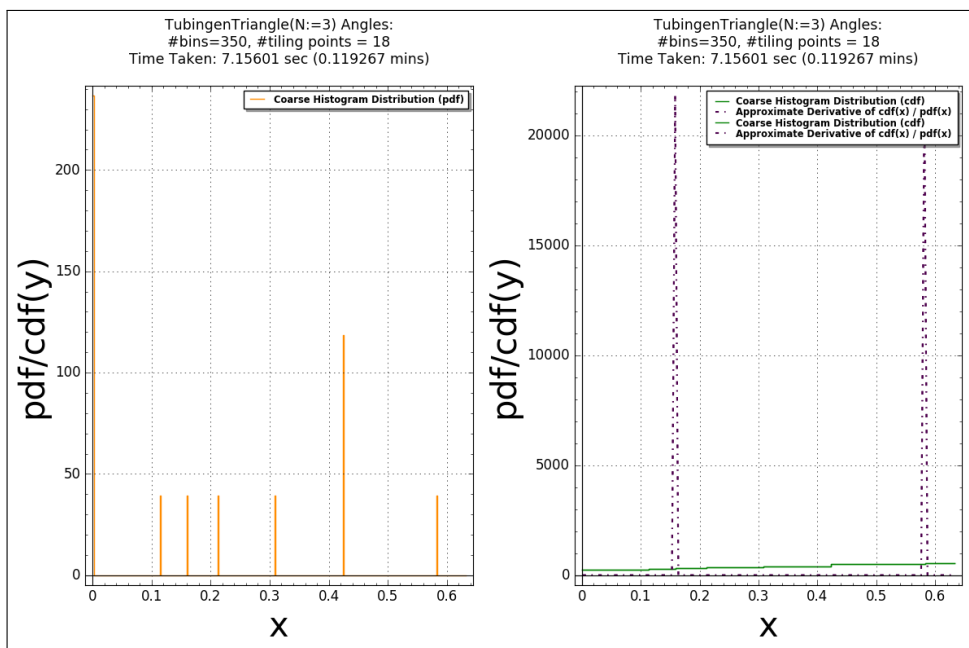 TubingenTriangle(N:=3) Angles:
#bins=350, #tiling points = 18
Time Taken: 7.15601 sec (0.119267 mins)
Coarse Histogram Distribution (pdf)
200
150
100
50
0
pdf/cdf(y)
0 0.1 0.2 0.3 0.4 0.5 0.6
x
TubingenTriangle(N:=3) Angles:
#bins=350, #tiling points = 18
Time Taken: 7.15601 sec (0.119267 mins)
Coarse Histogram Distribution (cdf)
Approximate Derivative of cdf(x) / pdf(x)
Coarse Histogram Distribution (cdf)
Approximate Derivative of cdf(x) / pdf(x)
20000
15000
10000
5000
0
pdf/cdf(y)
0 0.1 0.2 0.3 0.4 0.5 0.6
x